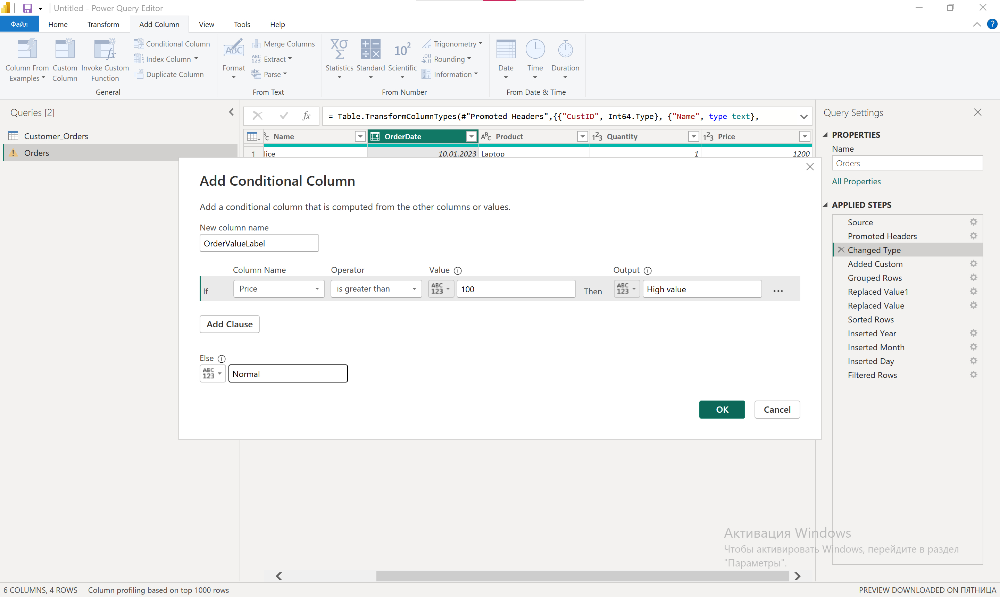 Untitled - Power Query Editor
Файл Home Transform Add Column View Tools Help
Column From Examples
Custom Column
Invoke Custom Function
Conditional Column
Index Column
Duplicate Column
General
Format
Merge Columns
Extract
Parse
From Text
Statistics
Standard
Scientific
Trigonometry
Rounding
Information
From Number
Date
Time
Duration
From Date & Time
Queries [2]
Customer_Orders
Orders
= Table.TransformColumnTypes(#"Promoted Headers",{{"CustID", Int64.Type}, {"Name", type text},
Name OrderDate Product Quantity Price
1 lice 10.01.2023 Laptop 1 1200
Add Conditional Column
Add a conditional column that is computed from the other columns or values.
New column name
OrderValueLabel
Column Name Operator Value Output
If Price is greater than ABC 123 100 Then ABC 123 High value ...
Add Clause
Else
ABC 123 Normal
OK Cancel
Query Settings
PROPERTIES
Name
Orders
All Properties
APPLIED STEPS
Source
Promoted Headers
Changed Type
Added Custom
Grouped Rows
Replaced Value1
Replaced Value
Sorted Rows
Inserted Year
Inserted Month
Inserted Day
Filtered Rows
Активация Windows
Чтобы активировать Windows, перейдите в раздел
"Параметры".
6 COLUMNS, 4 ROWS Column profiling based on top 1000 rows
PREVIEW DOWNLOADED ON ПЯТНИЦА